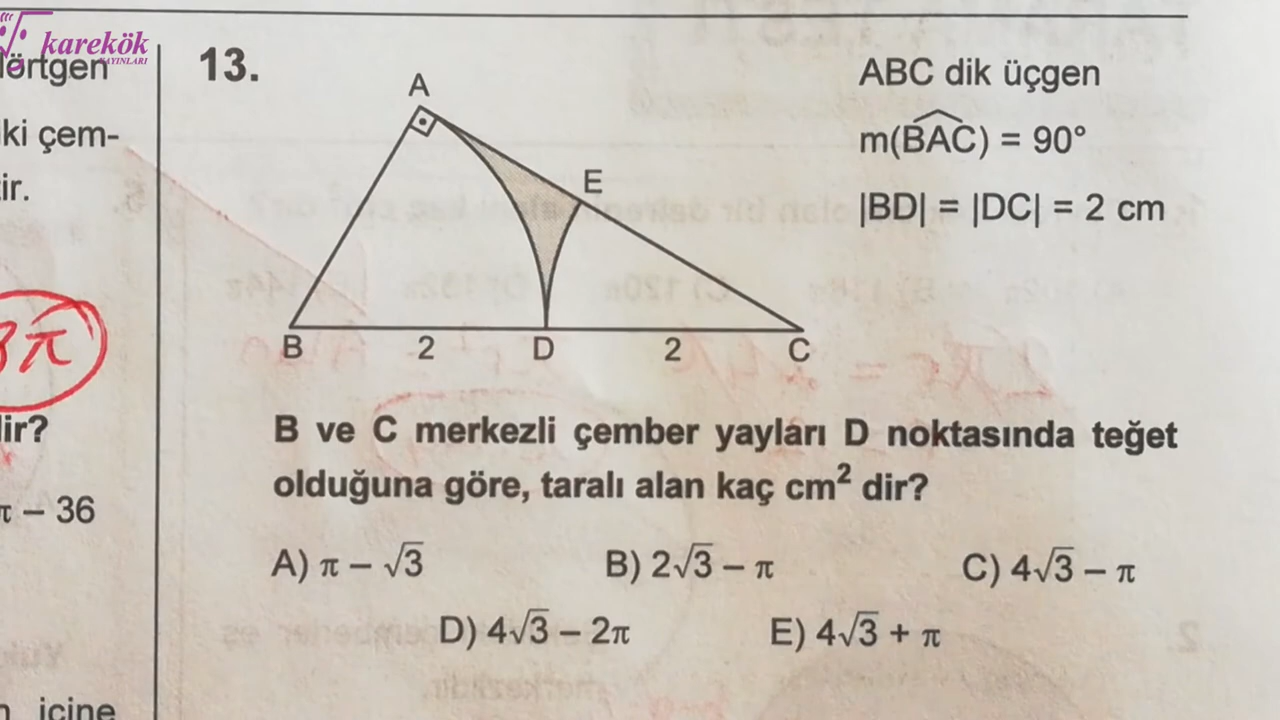 karekök
YAYINLARI
lörtgen
ki çem-
ir.
3π
dir?
π – 36
içine
13.
A
E
B
2
D
2
C
ABC dik üçgen
m(BAC) = 90°
|BD| = |DC| = 2 cm
B ve C merkezli çember yayları D noktasında teğet
olduğuna göre, taralı alan kaç cm² dir?
A) π – √3
B) 2√3 – π
C) 4√3 – π
D) 4√3 – 2π
E) 4√3 + π